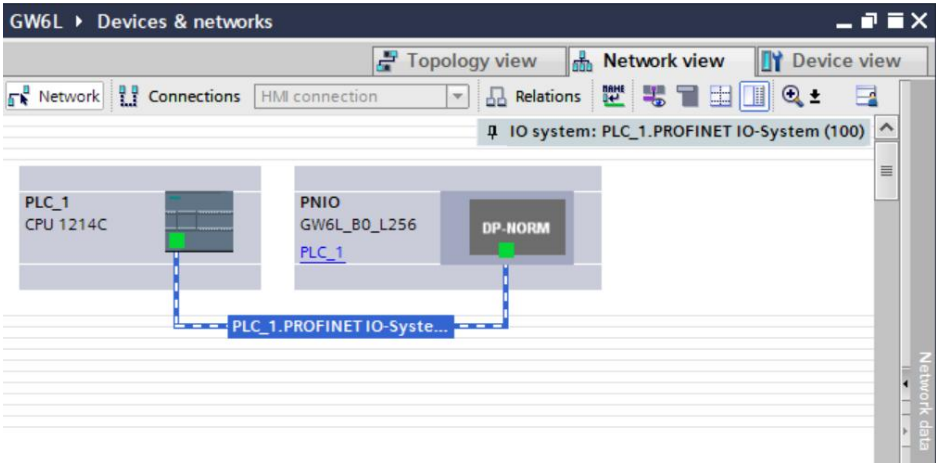 GW6L ▸ Devices & networks
Topology view
Network view
Device view
Network
Connections
HMI connection
Relations
NAME
IO system: PLC_1.PROFINET IO-System (100)
PLC_1
CPU 1214C
PNIO
GW6L_B0_L256
PLC_1
DP-NORM
PLC_1.PROFINET IO-Syste...
Network data